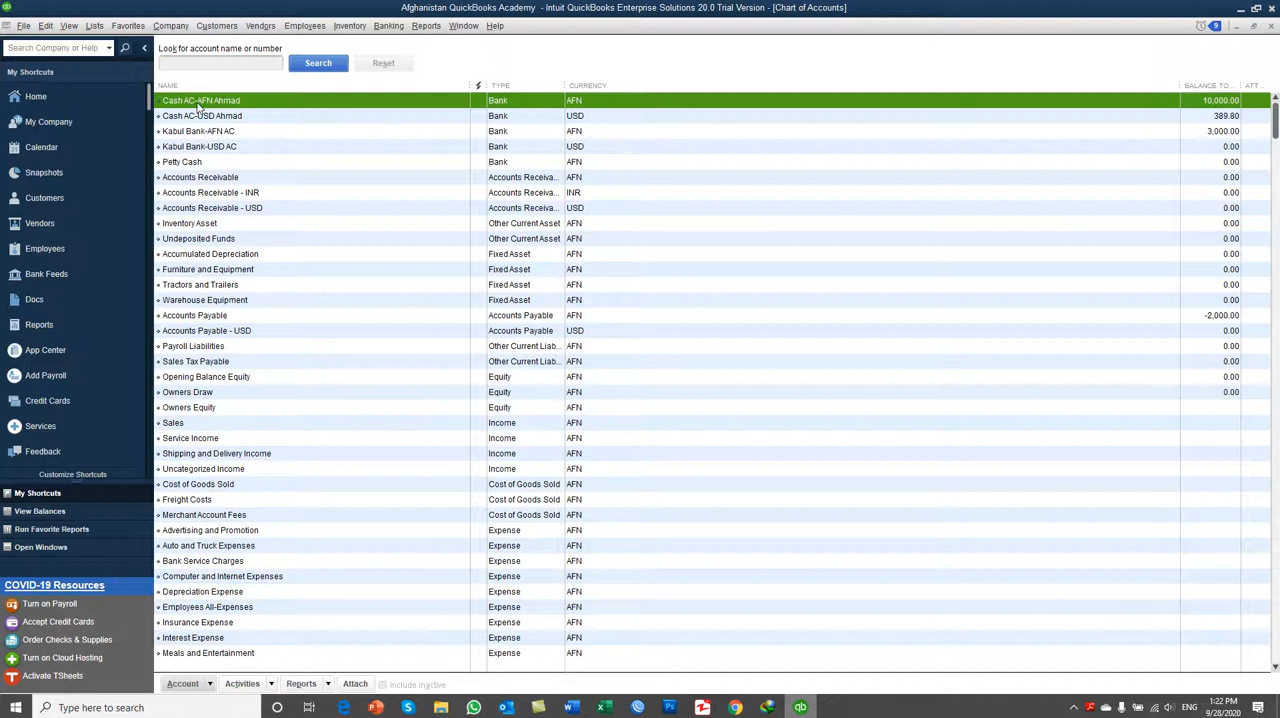 Afghanistan QuickBooks Academy - Intuit QuickBooks Enterprise Solutions 20.0 Trial Version - [Chart of Accounts]
File Edit View Lists Favorites Company Customers Vendors Employees Inventory Banking Reports Window Help 9
Search Company or Help
My Shortcuts
Home
My Company
Calendar
Snapshots
Customers
Vendors
Employees
Bank Feeds
Docs
Reports
App Center
Add Payroll
Credit Cards
Services
Feedback
Customize Shortcuts
My Shortcuts
View Balances
Run Favorite Reports
Open Windows
COVID-19 Resources
Turn on Payroll
Accept Credit Cards
Order Checks & Supplies
Turn on Cloud Hosting
Activate TSheets
Look for account name or number
Search Reset
NAME TYPE CURRENCY BALANCE TO... ATT...
Cash AC-AFN Ahmad Bank AFN 10,000.00
Cash AC-USD Ahmad Bank USD 389.80
Kabul Bank-AFN AC Bank AFN 3,000.00
Kabul Bank-USD AC Bank USD 0.00
Petty Cash Bank AFN 0.00
Accounts Receivable Accounts Receiva... AFN 0.00
Accounts Receivable - INR Accounts Receiva... INR 0.00
Accounts Receivable - USD Accounts Receiva... USD 0.00
Inventory Asset Other Current Asset AFN 0.00
Undeposited Funds Other Current Asset AFN 0.00
Accumulated Depreciation Fixed Asset AFN 0.00
Furniture and Equipment Fixed Asset AFN 0.00
Tractors and Trailers Fixed Asset AFN 0.00
Warehouse Equipment Fixed Asset AFN 0.00
Accounts Payable Accounts Payable AFN -2,000.00
Accounts Payable - USD Accounts Payable USD 0.00
Payroll Liabilities Other Current Liab... AFN 0.00
Sales Tax Payable Other Current Liab... AFN 0.00
Opening Balance Equity Equity AFN 0.00
Owners Draw Equity AFN 0.00
Owners Equity Equity AFN
Sales Income AFN
Service Income Income AFN
Shipping and Delivery Income Income AFN
Uncategorized Income Income AFN
Cost of Goods Sold Cost of Goods Sold AFN
Freight Costs Cost of Goods Sold AFN
Merchant Account Fees Cost of Goods Sold AFN
Advertising and Promotion Expense AFN
Auto and Truck Expenses Expense AFN
Bank Service Charges Expense AFN
Computer and Internet Expenses Expense AFN
Depreciation Expense Expense AFN
Employees All-Expenses Expense AFN
Insurance Expense Expense AFN
Interest Expense Expense AFN
Meals and Entertainment Expense AFN
Account Activities Reports Attach Include inactive
Type here to search
1:22 PM
9/28/2020